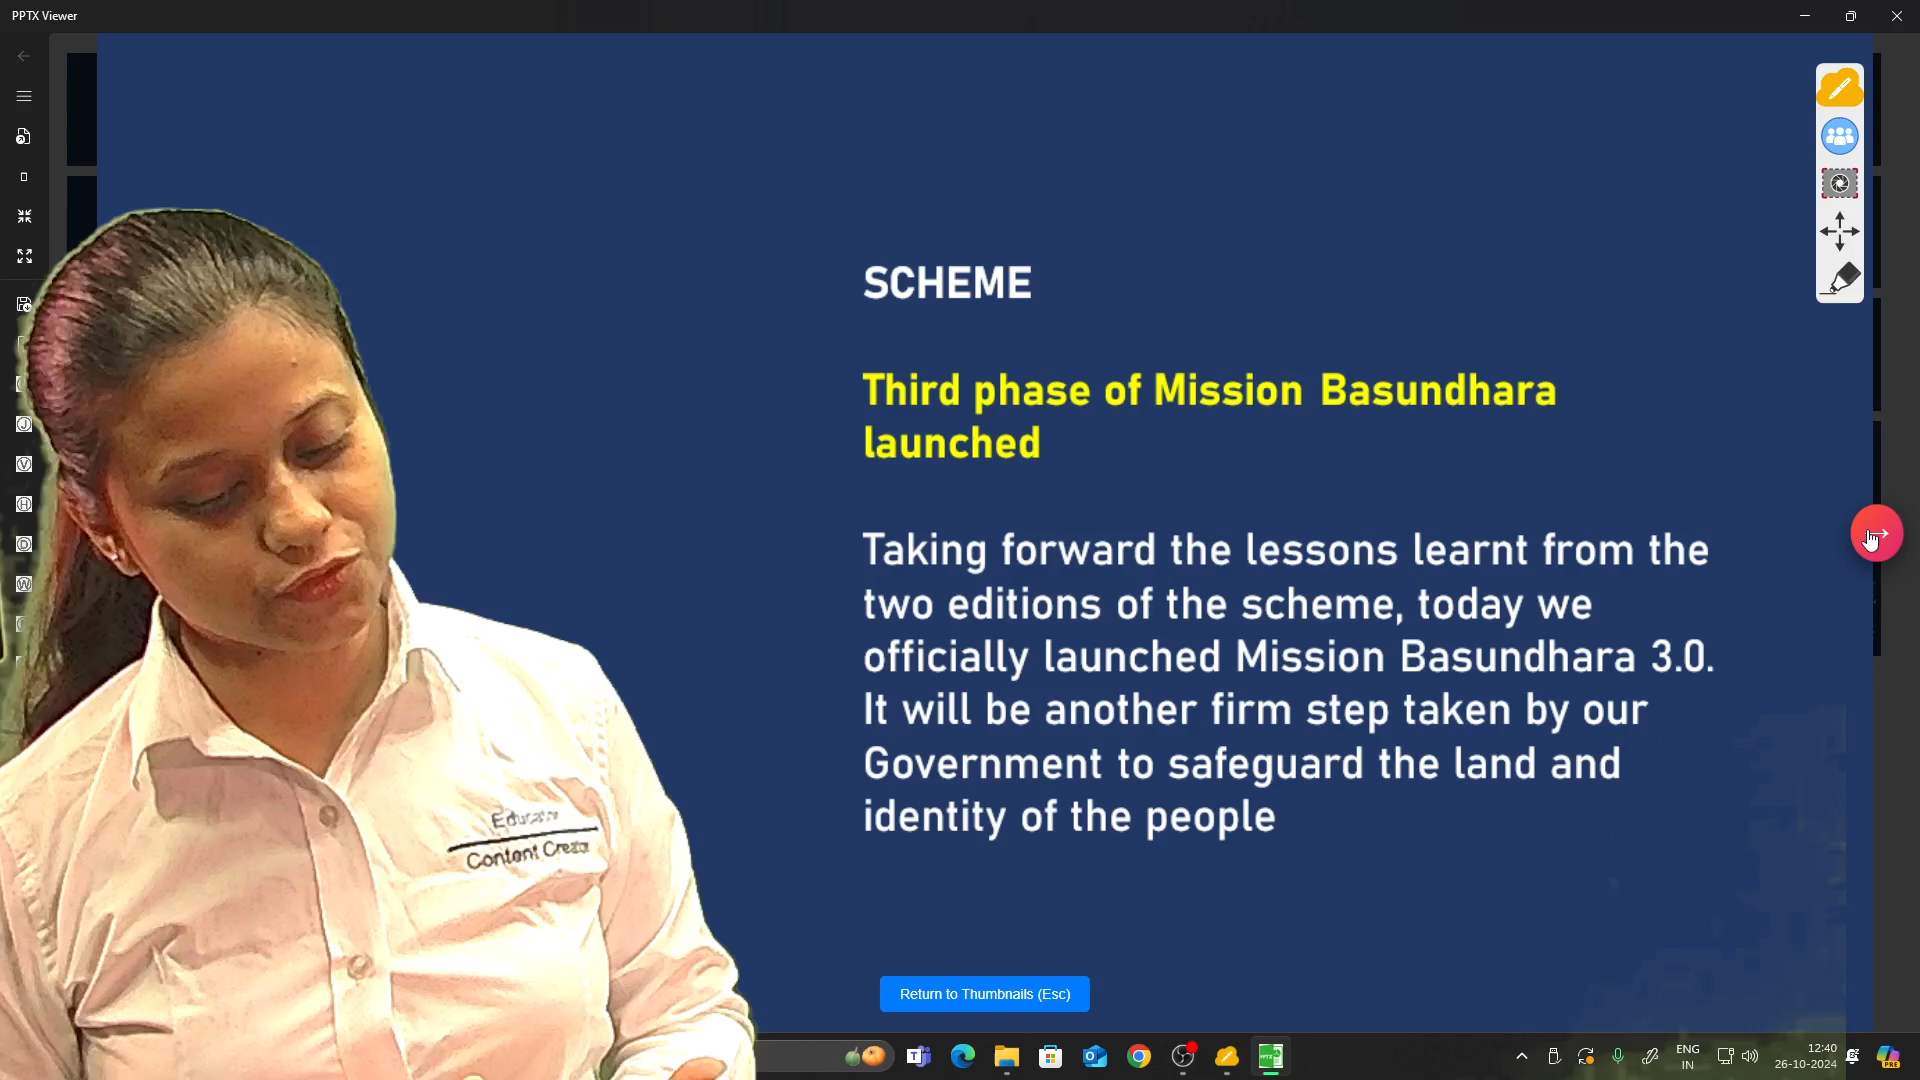 PPTX Viewer
SCHEME
Third phase of Mission Basundhara
launched
Taking forward the lessons learnt from the
two editions of the scheme, today we
officially launched Mission Basundhara 3.0.
It will be another firm step taken by our
Government to safeguard the land and
identity of the people
Content Creator
Return to Thumbnails (Esc)
ENG
IN
12:40
26-10-2024